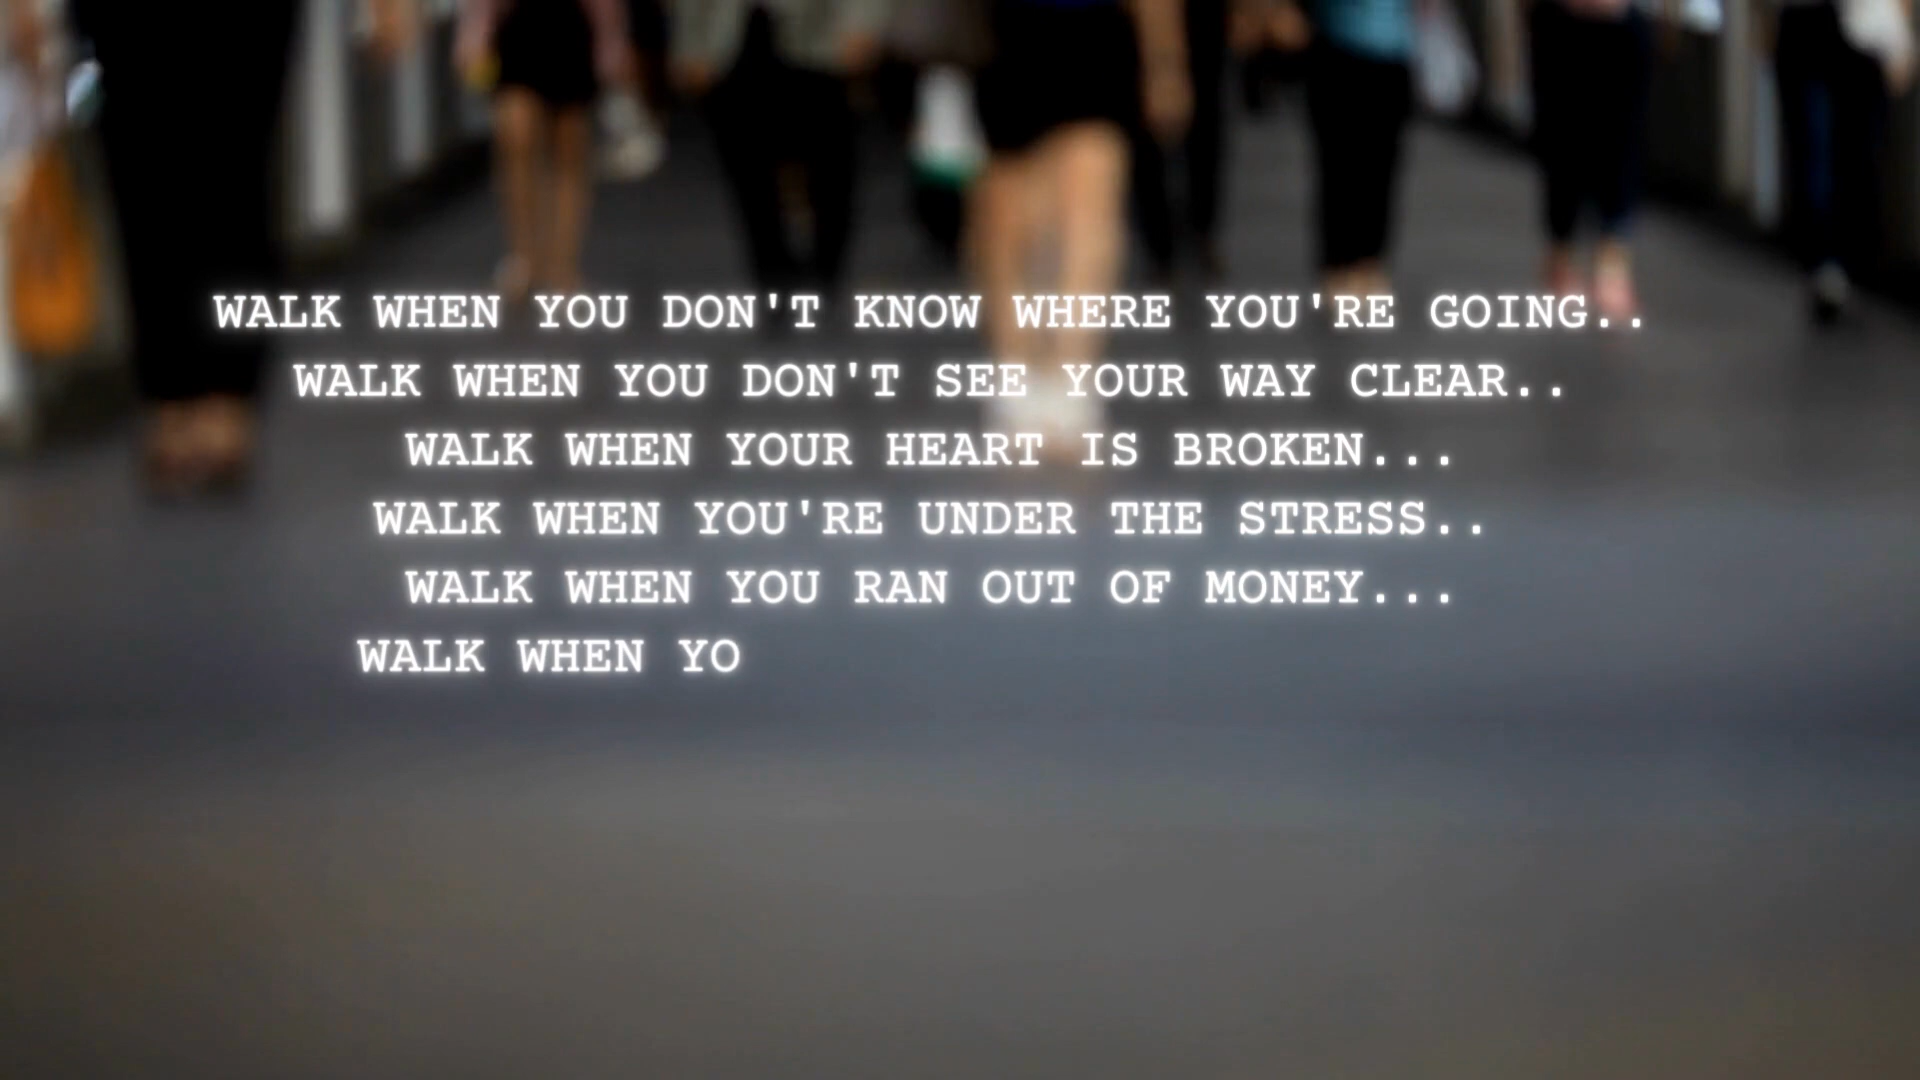 WALK WHEN YOU DON'T KNOW WHERE YOU'RE GOING..
WALK WHEN YOU DON'T SEE YOUR WAY CLEAR..
WALK WHEN YOUR HEART IS BROKEN...
WALK WHEN YOU'RE UNDER THE STRESS..
WALK WHEN YOU RAN OUT OF MONEY...
WALK WHEN YO